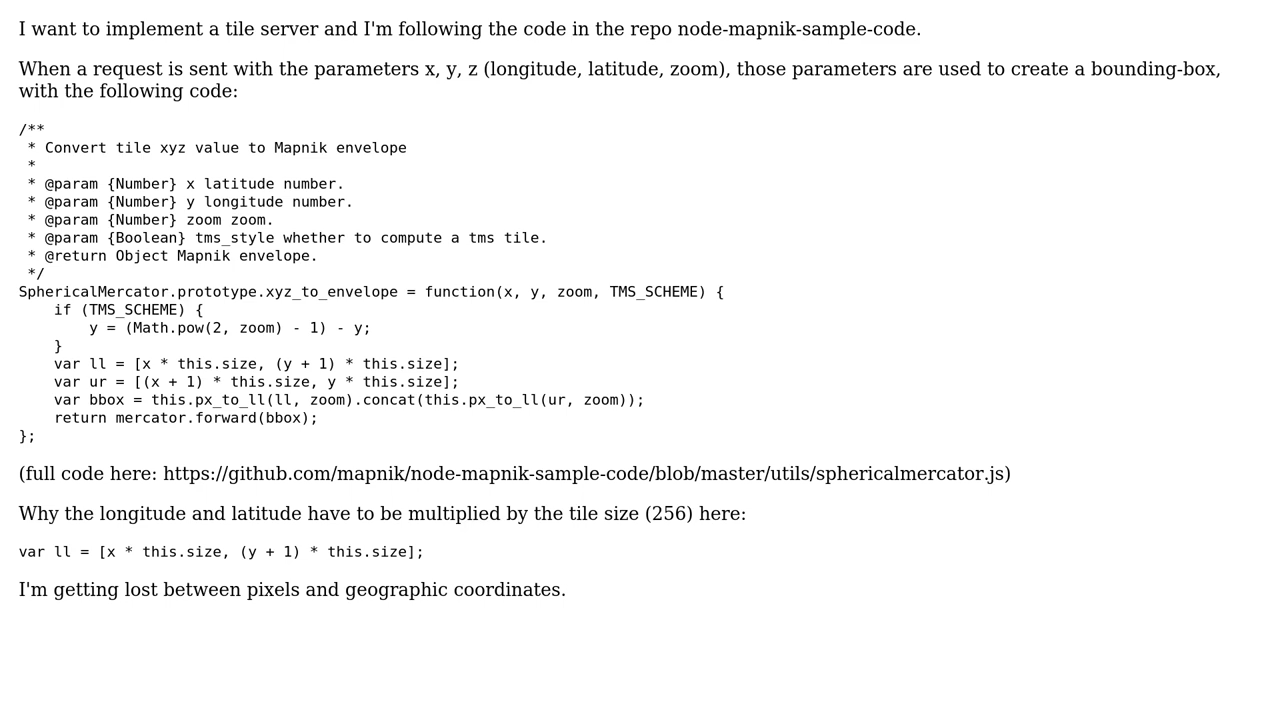 I want to implement a tile server and I'm following the code in the repo node-mapnik-sample-code.
When a request is sent with the parameters x, y, z (longitude, latitude, zoom), those parameters are used to create a bounding-box,
with the following code:
/**
 * Convert tile xyz value to Mapnik envelope
 *
 * @param {Number} x latitude number.
 * @param {Number} y longitude number.
 * @param {Number} zoom zoom.
 * @param {Boolean} tms_style whether to compute a tms tile.
 * @return Object Mapnik envelope.
 */
SphericalMercator.prototype.xyz_to_envelope = function(x, y, zoom, TMS_SCHEME) {
    if (TMS_SCHEME) {
        y = (Math.pow(2, zoom) - 1) - y;
    }
    var ll = [x * this.size, (y + 1) * this.size];
    var ur = [(x + 1) * this.size, y * this.size];
    var bbox = this.px_to_ll(ll, zoom).concat(this.px_to_ll(ur, zoom));
    return mercator.forward(bbox);
};
(full code here: https://github.com/mapnik/node-mapnik-sample-code/blob/master/utils/sphericalmercator.js)
Why the longitude and latitude have to be multiplied by the tile size (256) here:
var ll = [x * this.size, (y + 1) * this.size];
I'm getting lost between pixels and geographic coordinates.